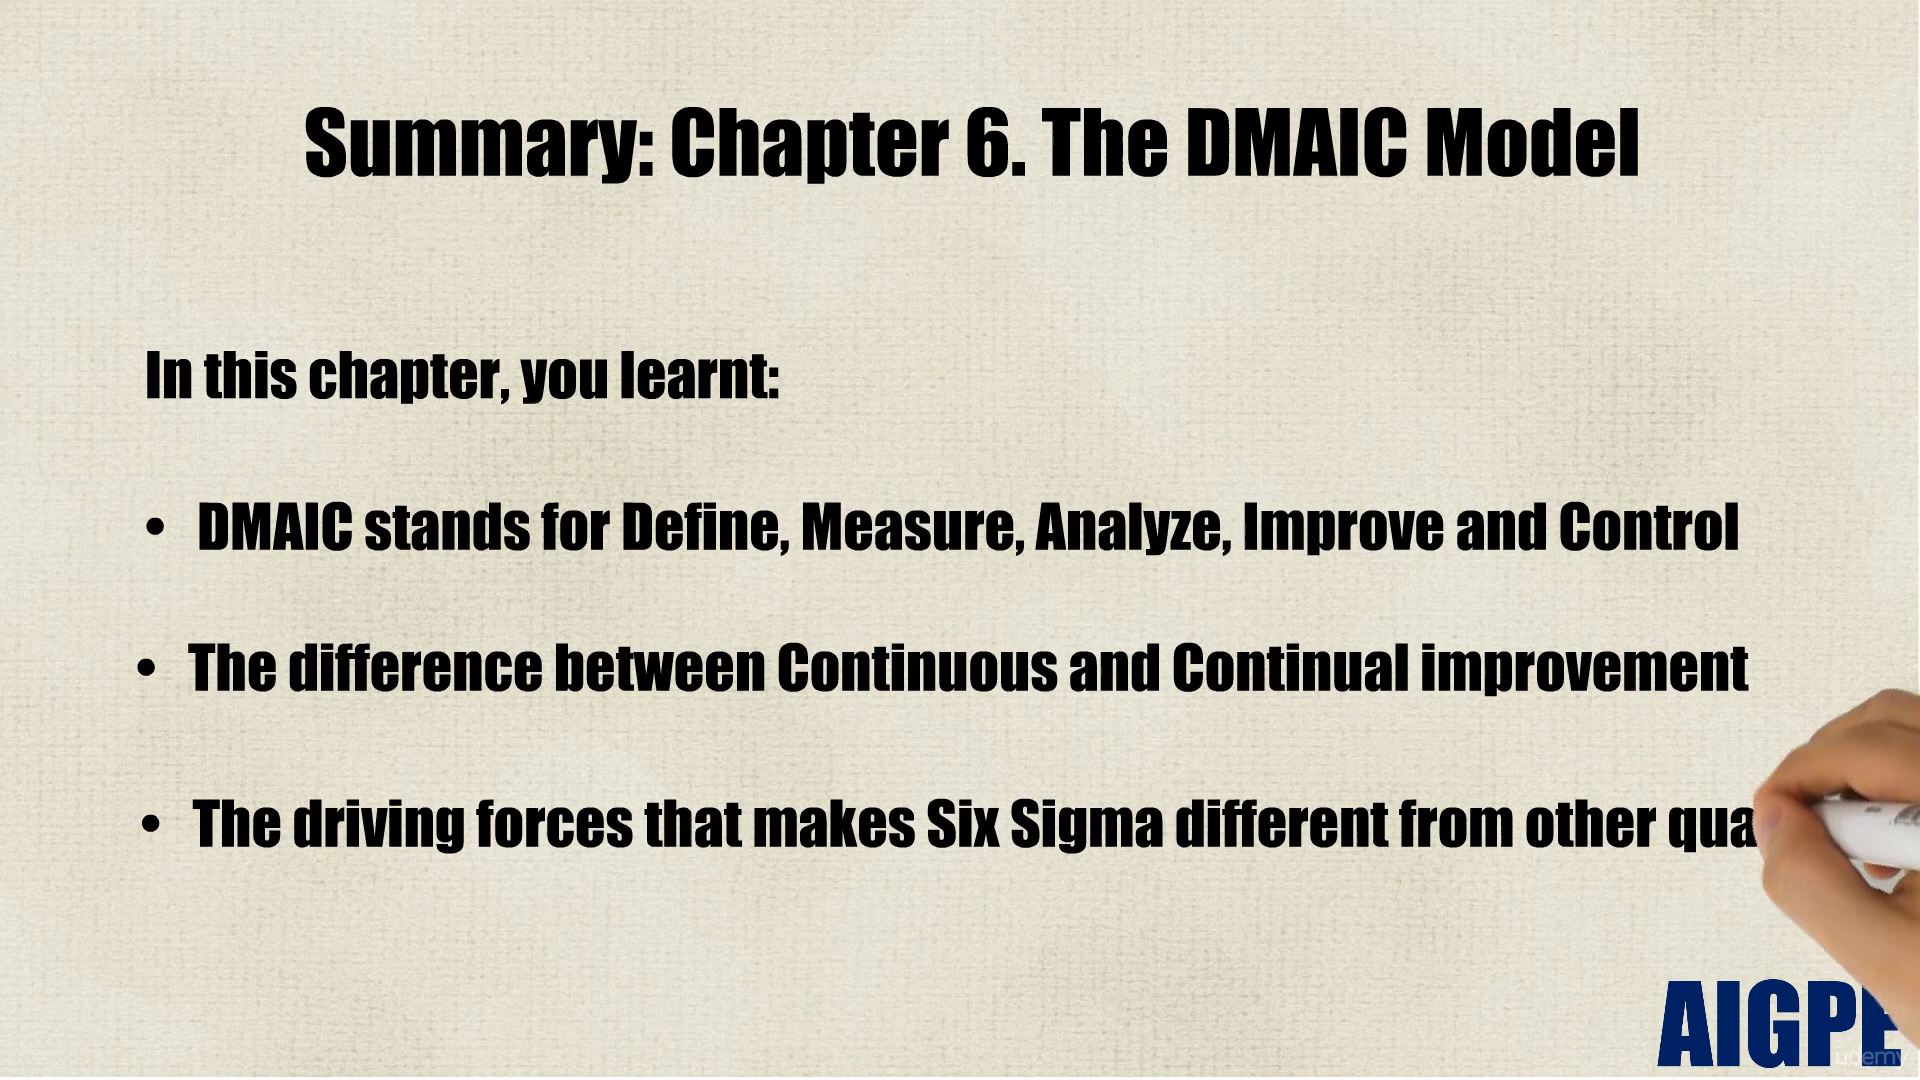 Summary: Chapter 6. The DMAIC Model
In this chapter, you learnt:
• DMAIC stands for Define, Measure, Analyze, Improve and Control
• The difference between Continuous and Continual improvement
• The driving forces that makes Six Sigma different from other qua
AIGPE
udemy